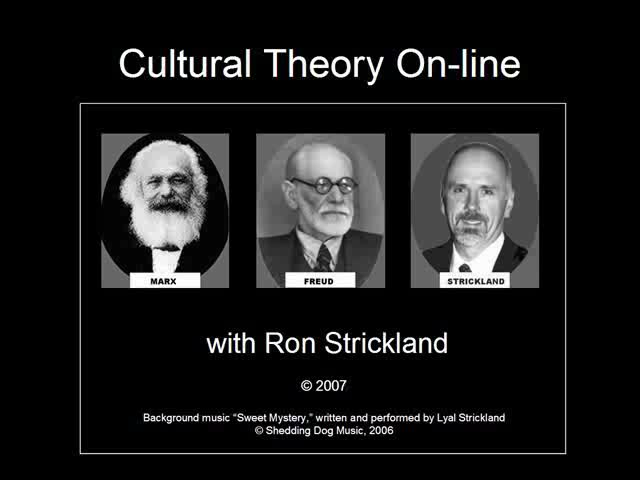 Cultural Theory On-line
MARX
FREUD
STRICKLAND
with Ron Strickland
© 2007
Background music “Sweet Mystery,” written and performed by Lyal Strickland
© Shedding Dog Music, 2006